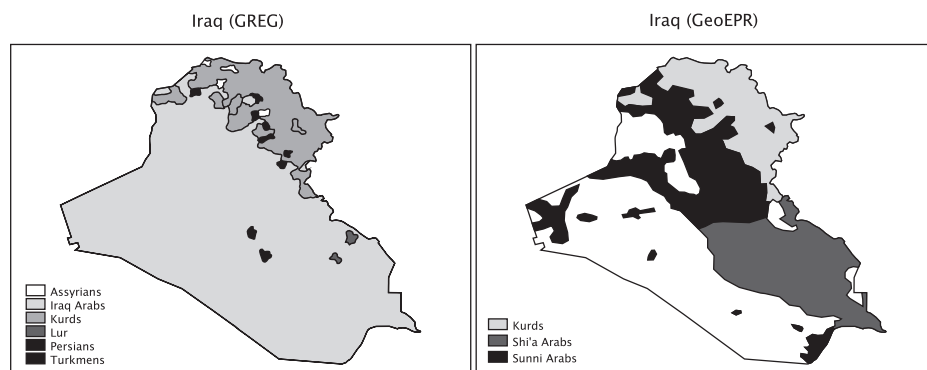 Iraq (GREG)
Assyrians
Iraq Arabs
Kurds
Lur
Persians
Turkmens
Iraq (GeoEPR)
Kurds
Shi'a Arabs
Sunni Arabs